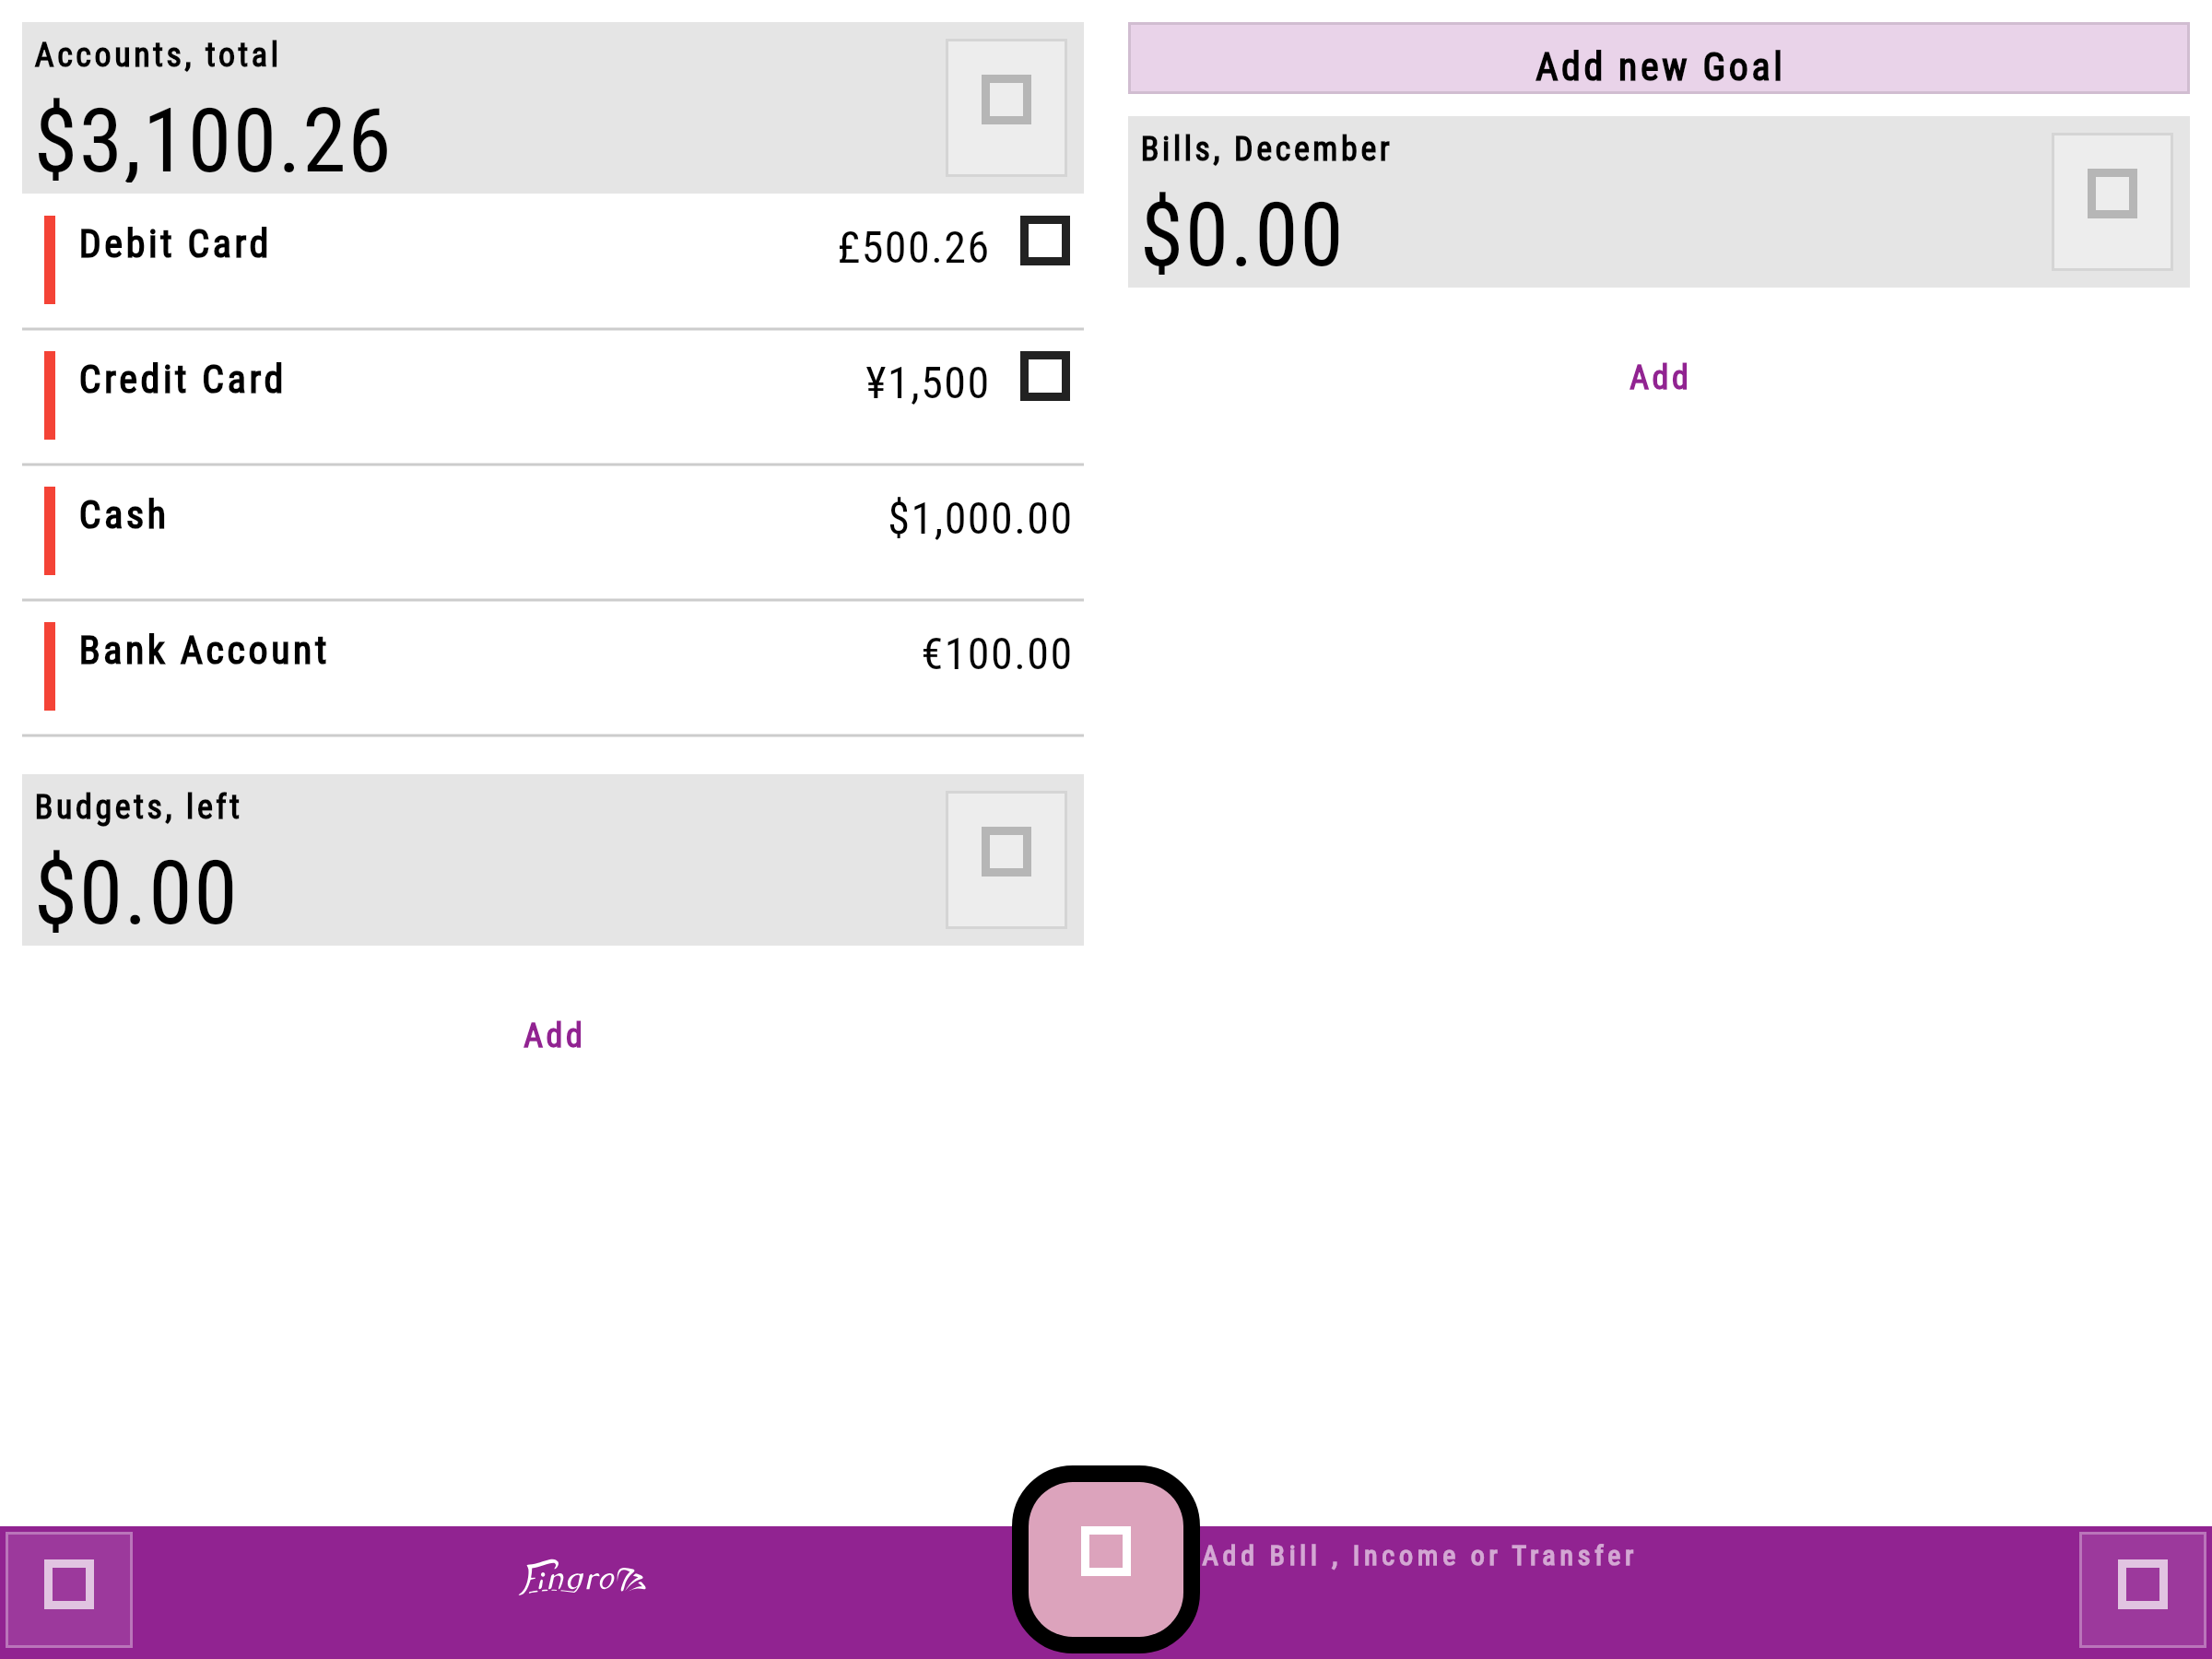 Accounts, total
$3,100.26
Debit Card
£500.26
Credit Card
¥1,500
Cash
$1,000.00
Bank Account
€100.00
Budgets, left
$0.00
Add
Add new Goal
Bills, December
$0.00
Add
Add Bill , Income or Transfer